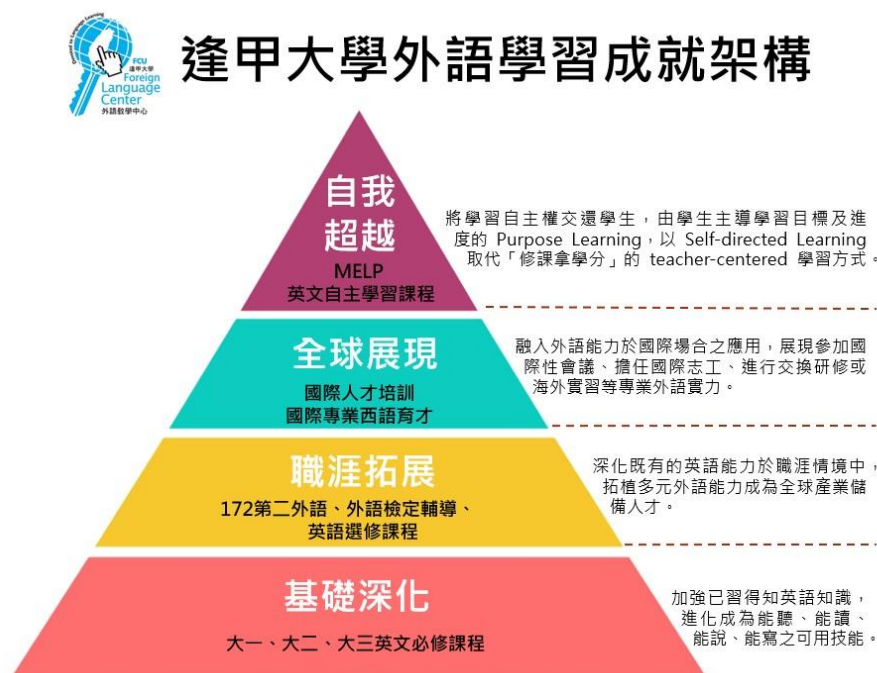 Committed to Language Learning
FCU
逢甲大學
Foreign
Language
Center
外語教學中心
逢甲大學外語學習成就架構
自我
超越
MELP
英文自主學習課程
將學習自主權交還學生，由學生主導學習目標及進
度的 Purpose Learning，以 Self-directed Learning
取代「修課拿學分」的 teacher-centered 學習方式。
全球展現
國際人才培訓
國際專業西語育才
融入外語能力於國際場合之應用，展現參加國
際性會議、擔任國際志工、進行交換研修或
海外實習等專業外語實力。
職涯拓展
172第二外語、外語檢定輔導、
英語選修課程
深化既有的英語能力於職涯情境中，
拓植多元外語能力成為全球產業儲
備人才。
基礎深化
大一、大二、大三英文必修課程
加強已習得知英語知識，
進化成為能聽、能讀、
能說、能寫之可用技能。